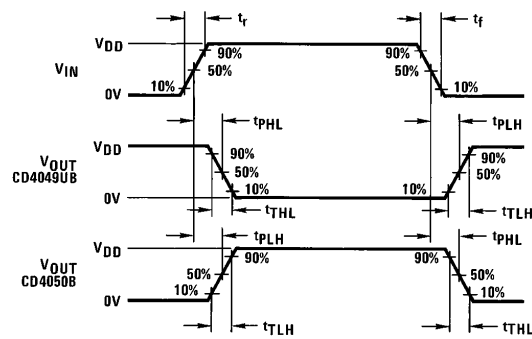 tr tf
VDD
90% 90%
VIN 50% 50%
10% 10%
0V
tPHL tPLH
VDD
VOUT 90% 90%
CD4049UB 50% 50%
10% 10%
0V
tTHL tTLH
tPLH tPHL
VDD
VOUT 90% 90%
CD4050B 50% 50%
10% 10%
0V
tTLH tTHL